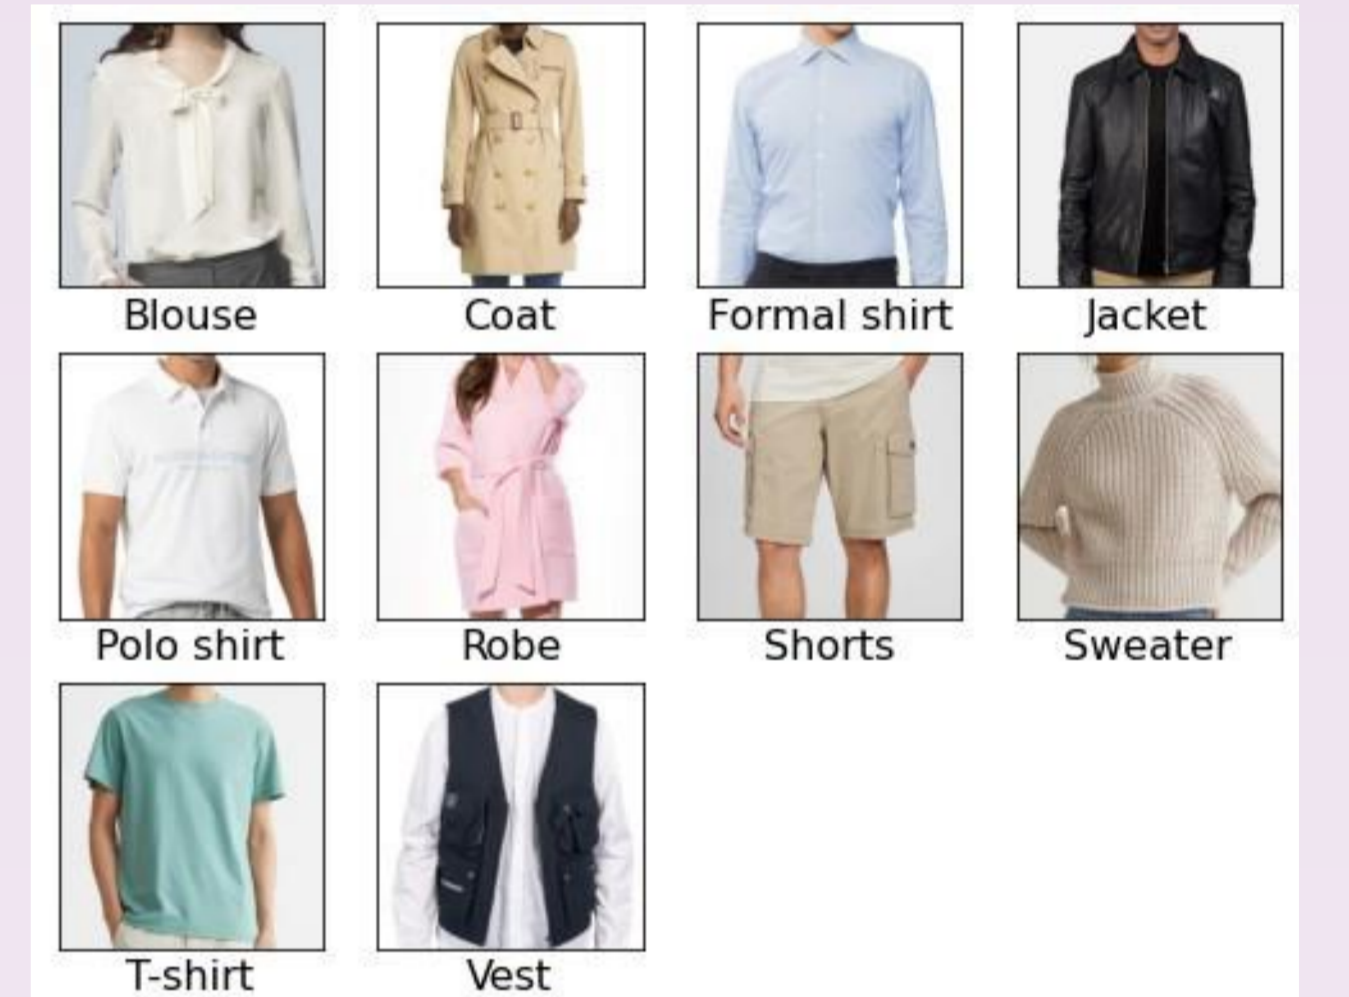 Blouse
Coat
Formal shirt
Jacket
Polo shirt
Robe
Shorts
Sweater
T-shirt
Vest